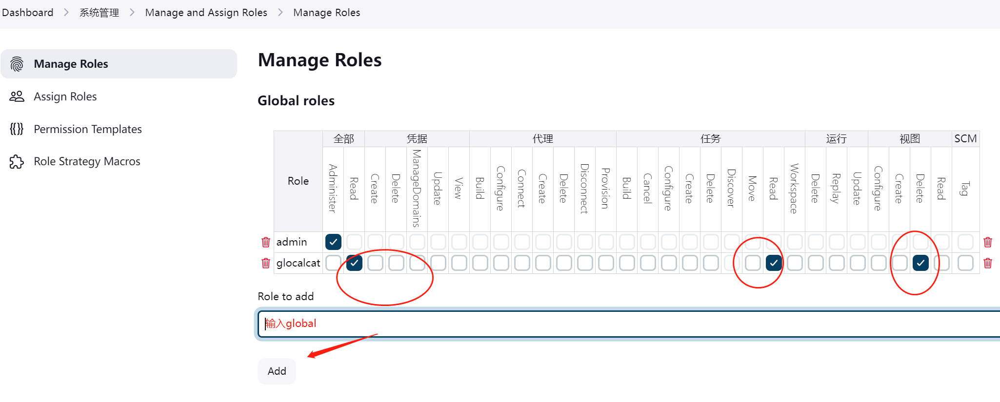 Dashboard > 系统管理 > Manage and Assign Roles > Manage Roles
Manage Roles
Assign Roles
Permission Templates
Role Strategy Macros
Manage Roles
Global roles
Role 全部 凭据 代理 任务 运行 视图 SCM
Administer Read Create Delete ManageDomains Update View Build Configure Connect Create Delete Disconnect Provision Build Cancel Configure Create Delete Discover Move Read Workspace Delete Replay Update Configure Create Delete Read Tag
admin
glocalcat
Role to add
输入global
Add